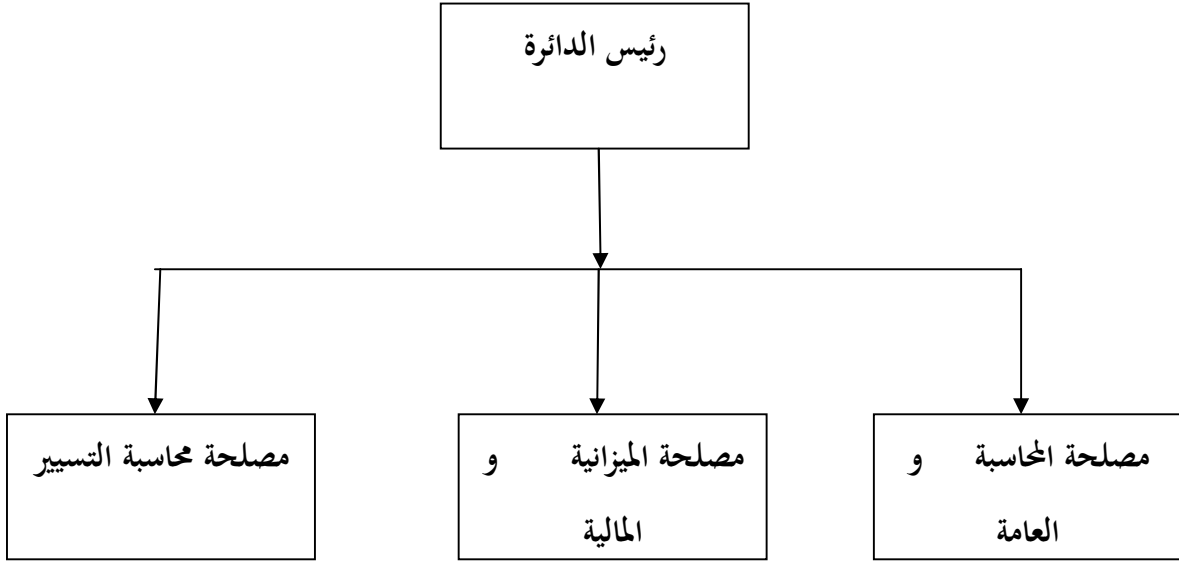 رئيس الدائرة
مصلحة المحاسبة و
العامة
مصلحة الميزانية و
المالية
مصلحة محاسبة التسيير